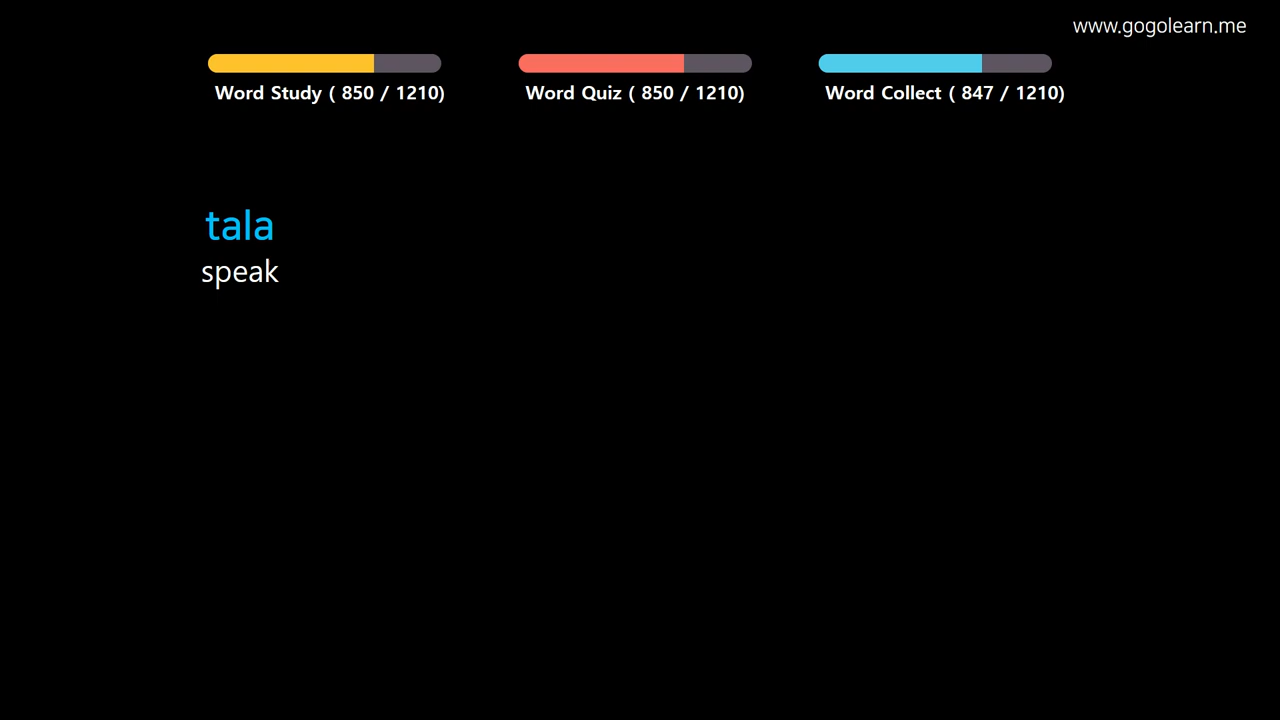 www.gogolearn.me
Word Study ( 850 / 1210)
Word Quiz ( 850 / 1210)
Word Collect ( 847 / 1210)
tala
speak